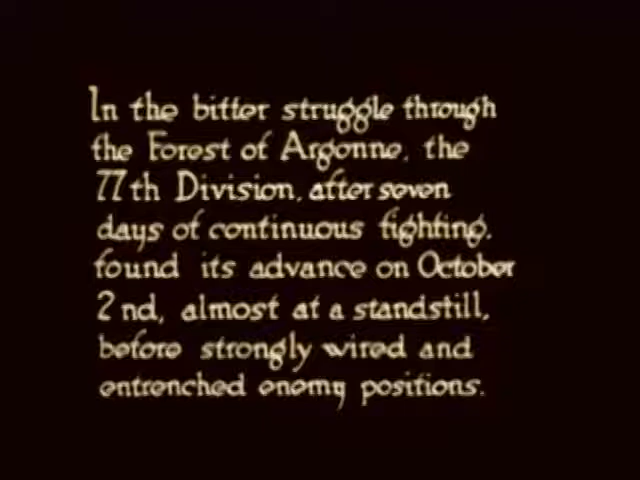 In the bitter struggle through
the Forest of Argonne, the
77th Division, after seven
days of continuous fighting,
found its advance on October
2nd, almost at a standstill,
before strongly wired and
entrenched enemy positions.